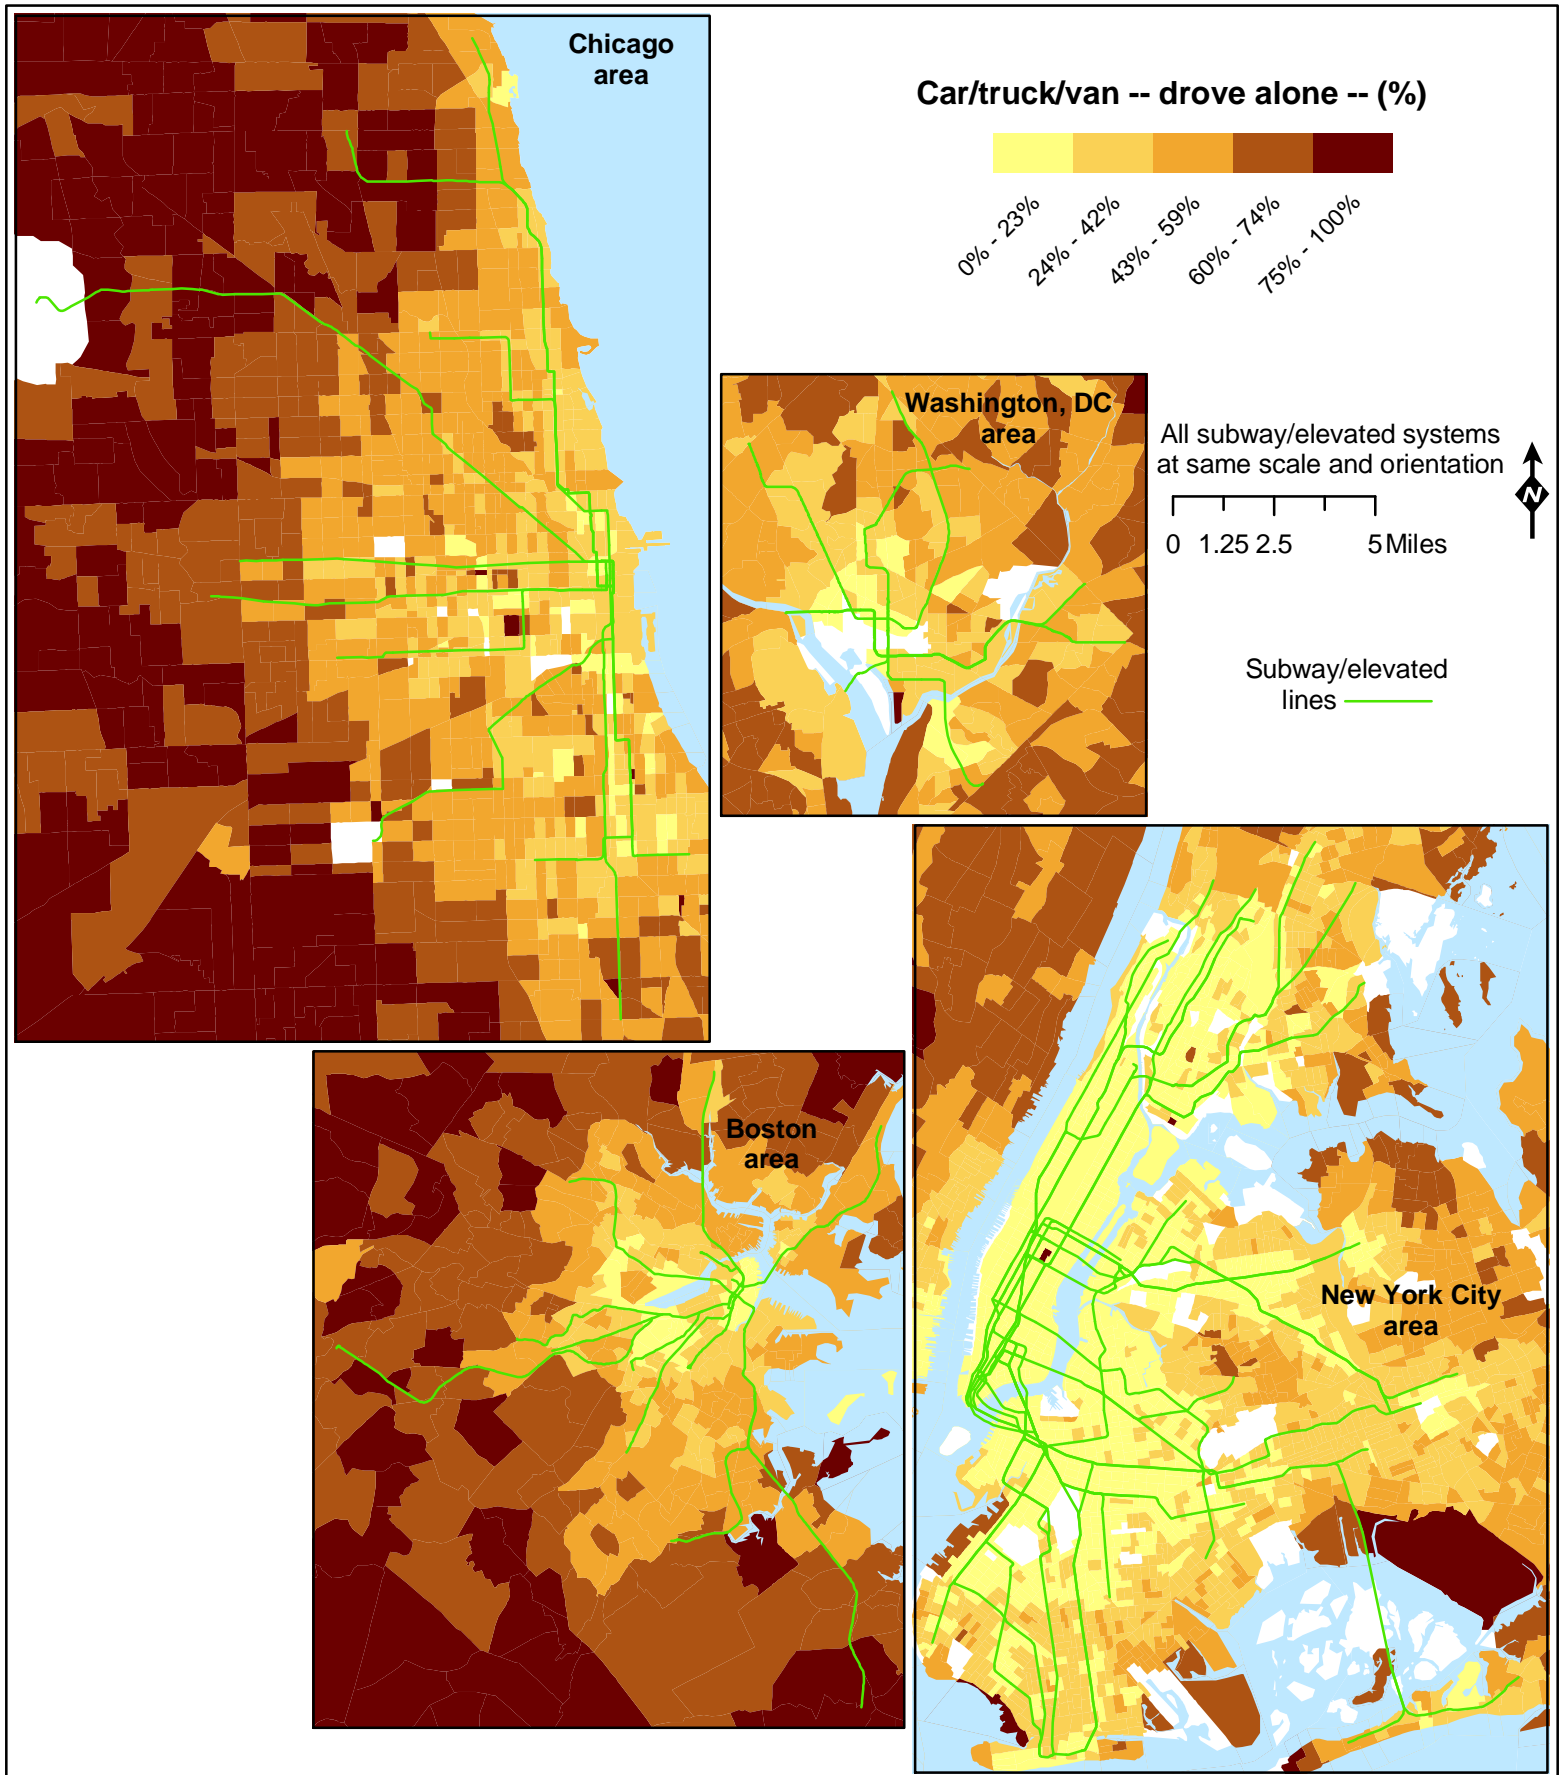 Chicago
area
Car/truck/van -- drove alone -- (%)
0% - 23%
24% - 42%
43% - 59%
60% - 74%
75% - 100%
Washington, DC
area
All subway/elevated systems
at same scale and orientation
N
0 1.25 2.5 5 Miles
Subway/elevated
lines
Boston
area
New York City
area